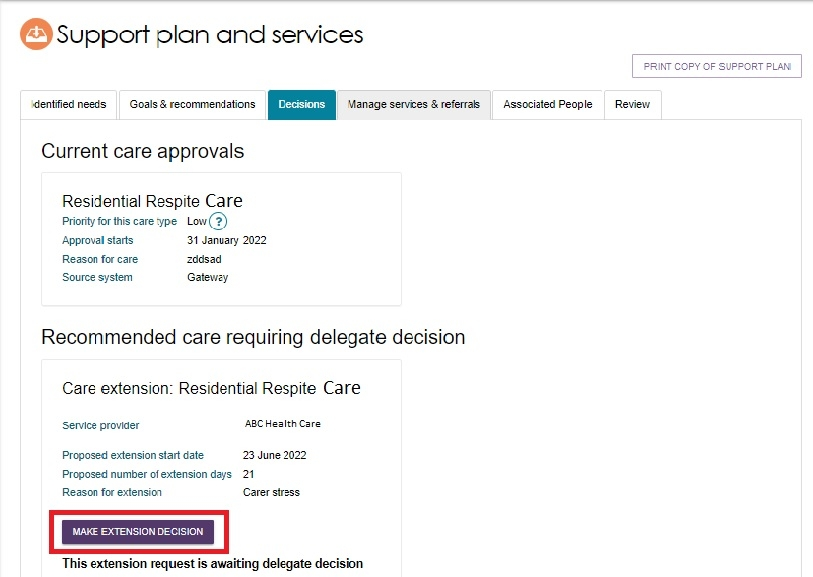 Support plan and services
PRINT COPY OF SUPPORT PLAN
Identified needs Goals & recommendations Decisions Manage services & referrals Associated People Review
Current care approvals
Residential Respite Care
Priority for this care type Low ?
Approval starts 31 January 2022
Reason for care zddsad
Source system Gateway
Recommended care requiring delegate decision
Care extension: Residential Respite Care
Service provider ABC Health Care
Proposed extension start date 23 June 2022
Proposed number of extension days 21
Reason for extension Carer stress
MAKE EXTENSION DECISION
This extension request is awaiting delegate decision